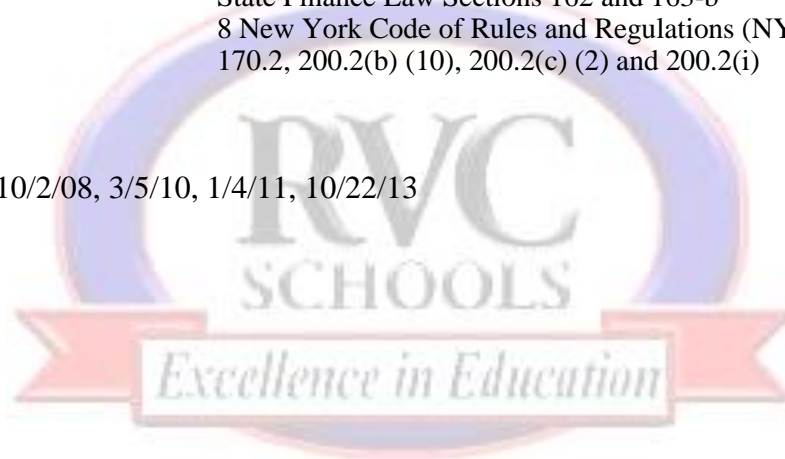 State Finance Law Sections 162 and 163-b
8 New York Code of Rules and Regulations (NY
170.2, 200.2(b) (10), 200.2(c) (2) and 200.2(i)
10/2/08, 3/5/10, 1/4/11, 10/22/13
RVC
SCHOOLS
Excellence in Education